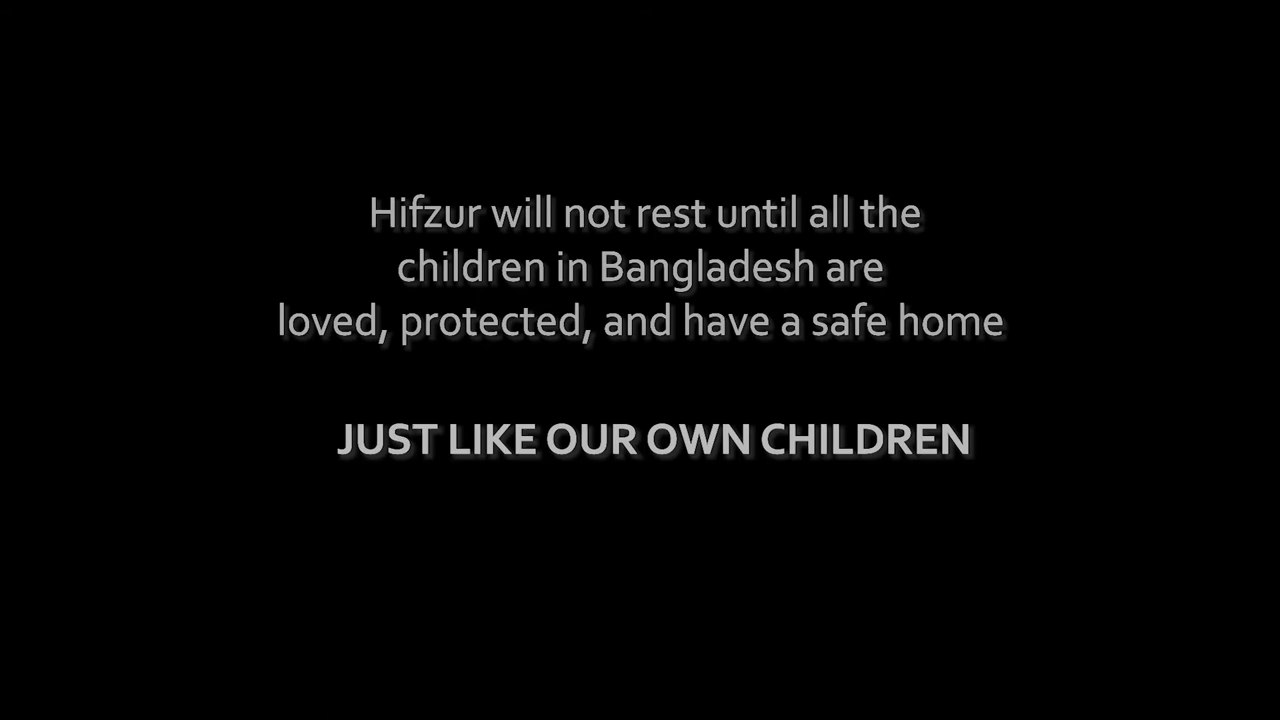 Hifzur will not rest until all the
children in Bangladesh are
loved, protected, and have a safe home
JUST LIKE OUR OWN CHILDREN